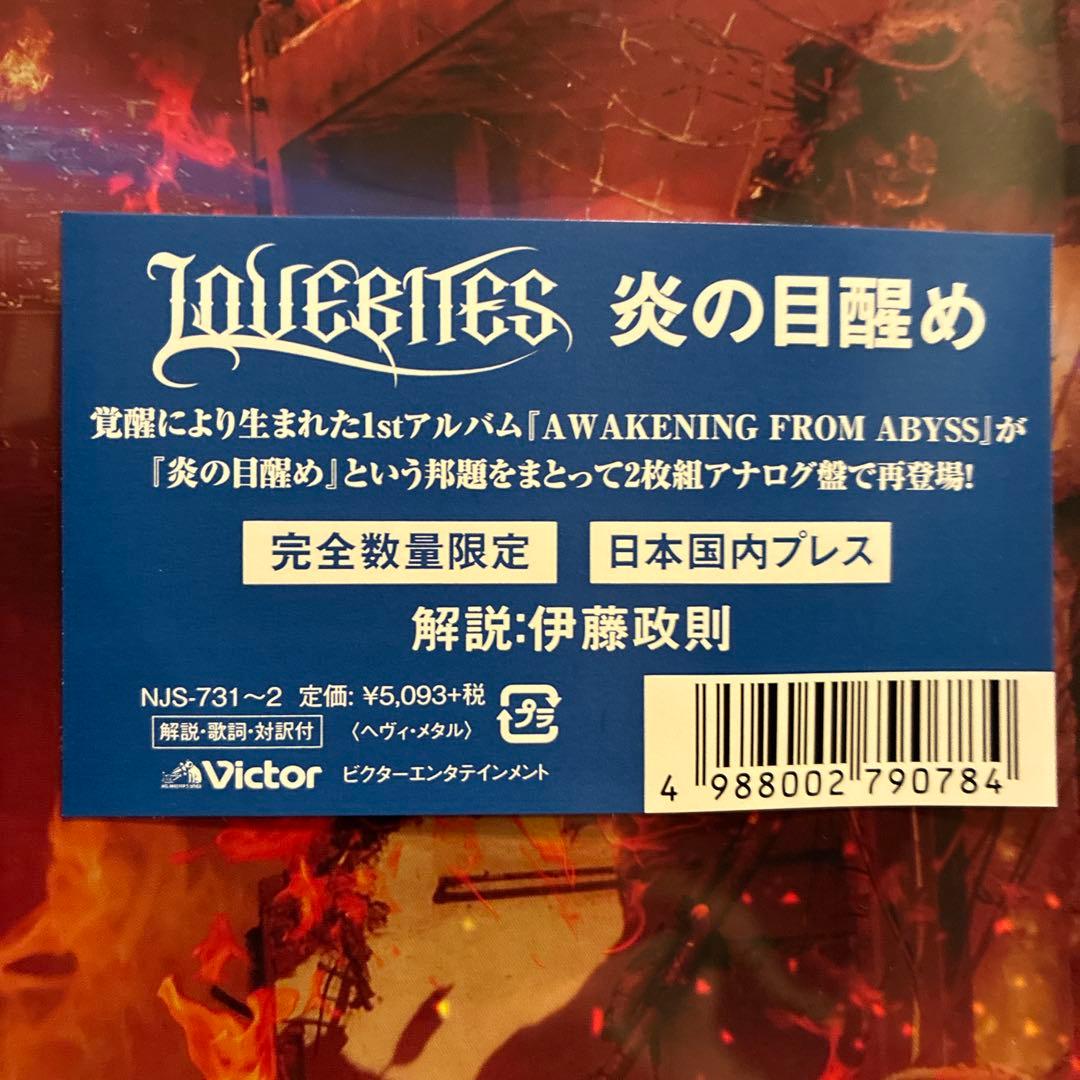 LOVEBITES 炎の目醒め
覚醒により生まれた1stアルバム『AWAKENING FROM ABYSS』が
『炎の目醒め』という邦題をまとって2枚組アナログ盤で再登場!
完全数量限定 日本国内プレス
解説:伊藤政則
NJS-731〜2 定価: ¥5,093+税 プラ
解説・歌詞・対訳付 〈ヘヴィ・メタル〉
Victor ビクターエンタテインメント
4 988002 790784